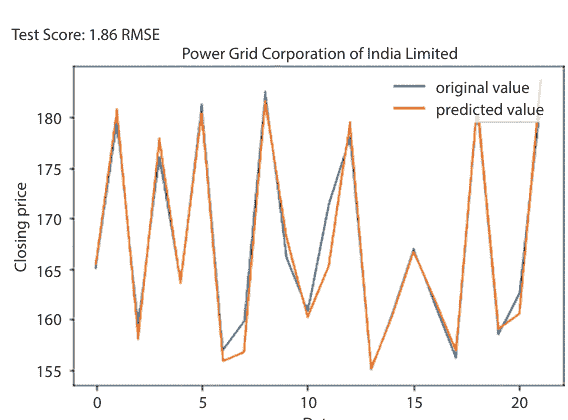 Test Score: 1.86 RMSE
Power Grid Corporation of India Limited
original value
predicted value
Closing price
180
175
170
165
160
155
0 5 10 15 20